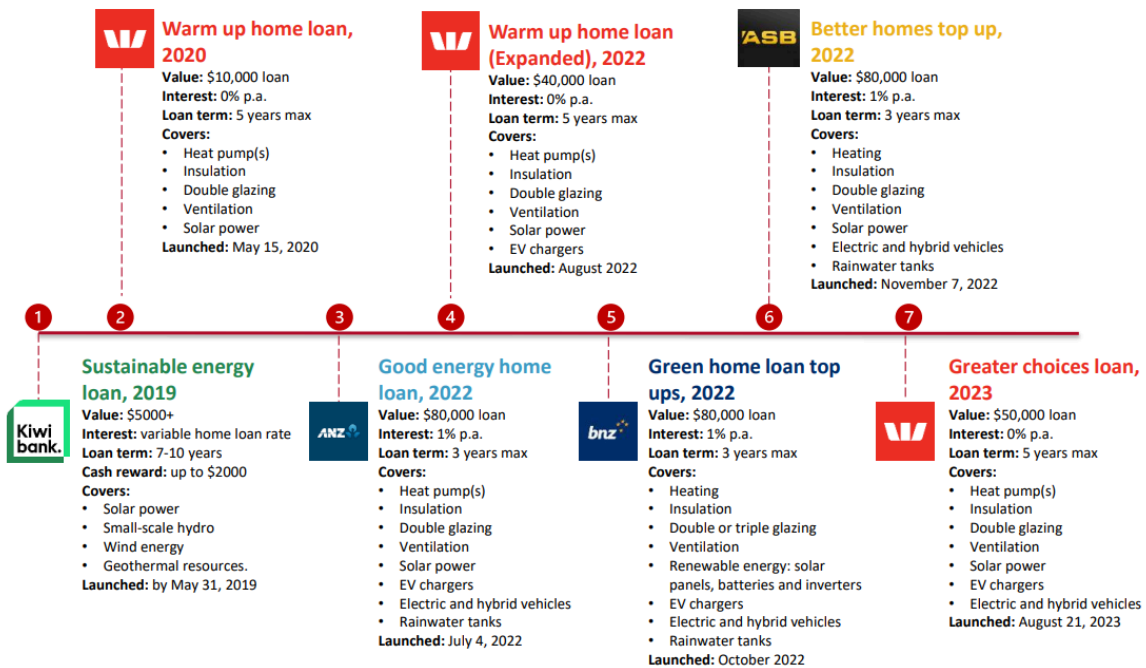 Warm up home loan,
2020
Value: $10,000 loan
Interest: 0% p.a.
Loan term: 5 years max
Covers:
• Heat pump(s)
• Insulation
• Double glazing
• Ventilation
• Solar power
Launched: May 15, 2020
Warm up home loan
(Expanded), 2022
Value: $40,000 loan
Interest: 0% p.a.
Loan term: 5 years max
Covers:
• Heat pump(s)
• Insulation
• Double glazing
• Ventilation
• Solar power
• EV chargers
Launched: August 2022
ASB
Better homes top up,
2022
Value: $80,000 loan
Interest: 1% p.a.
Loan term: 3 years max
Covers:
• Heating
• Insulation
• Double glazing
• Ventilation
• Solar power
• Electric and hybrid vehicles
• Rainwater tanks
Launched: November 7, 2022
1 2 3 4 5 6 7
Kiwi
bank.
Sustainable energy
loan, 2019
Value: $5000+
Interest: variable home loan rate
Loan term: 7-10 years
Cash reward: up to $2000
Covers:
• Solar power
• Small-scale hydro
• Wind energy
• Geothermal resources.
Launched: by May 31, 2019
ANZ
Good energy home
loan, 2022
Value: $80,000 loan
Interest: 1% p.a.
Loan term: 3 years max
Covers:
• Heat pump(s)
• Insulation
• Double glazing
• Ventilation
• Solar power
• EV chargers
• Electric and hybrid vehicles
• Rainwater tanks
Launched: July 4, 2022
bnz
Green home loan top
ups, 2022
Value: $80,000 loan
Interest: 1% p.a.
Loan term: 3 years max
Covers:
• Heating
• Insulation
• Double or triple glazing
• Ventilation
• Renewable energy: solar
panels, batteries and inverters
• EV chargers
• Electric and hybrid vehicles
• Rainwater tanks
Launched: October 2022
Greater choices loan,
2023
Value: $50,000 loan
Interest: 0% p.a.
Loan term: 5 years max
Covers:
• Heat pump(s)
• Insulation
• Double glazing
• Ventilation
• Solar power
• EV chargers
• Electric and hybrid vehicles
Launched: August 21, 2023